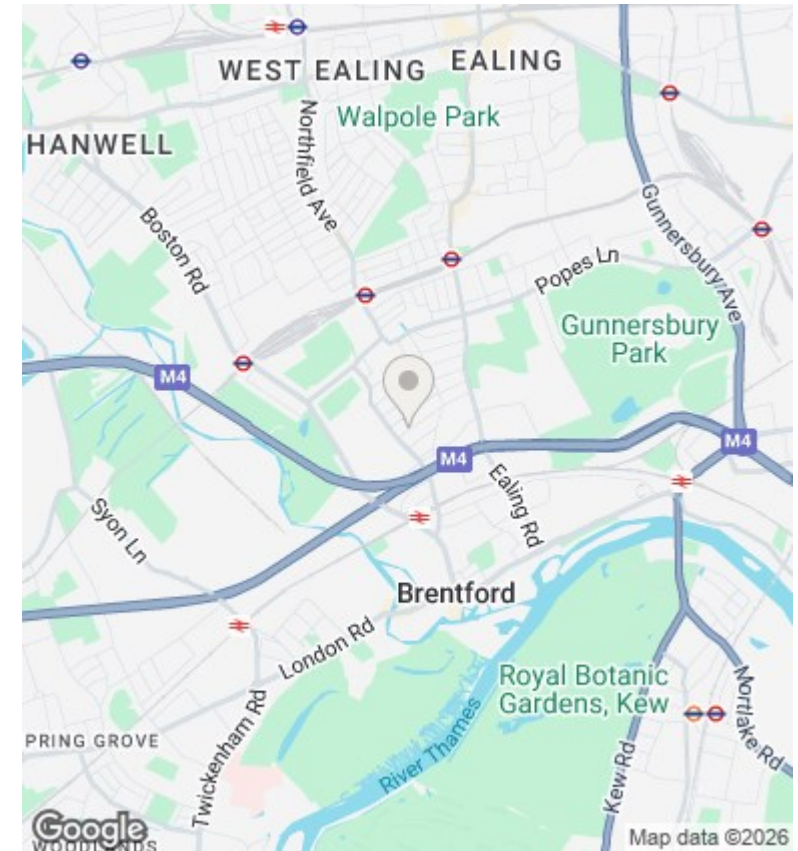 WEST EALING
EALING
Walpole Park
HANWELL
Northfield Ave
Boston Rd
Gunnersbury Ave
Popes Ln
Gunnersbury
Park
M4
M4
M4
Ealing Rd
Syon Ln
Brentford
London Rd
Royal Botanic
Gardens, Kew
Mortlake Rd
PRING GROVE
Twickenham Rd
River Thames
Kew Rd
Google
WOODLANDS
Map data ©2026